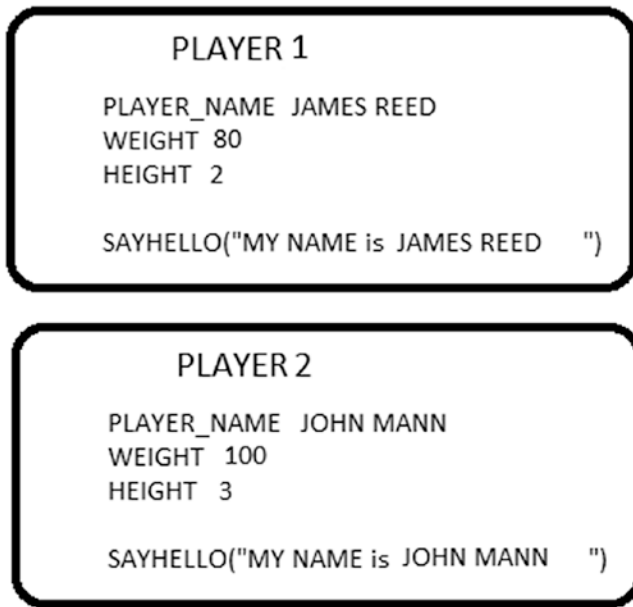 PLAYER 1
PLAYER_NAME JAMES REED
WEIGHT 80
HEIGHT 2
SAYHELLO("MY NAME is JAMES REED ")
PLAYER 2
PLAYER_NAME JOHN MANN
WEIGHT 100
HEIGHT 3
SAYHELLO("MY NAME is JOHN MANN ")